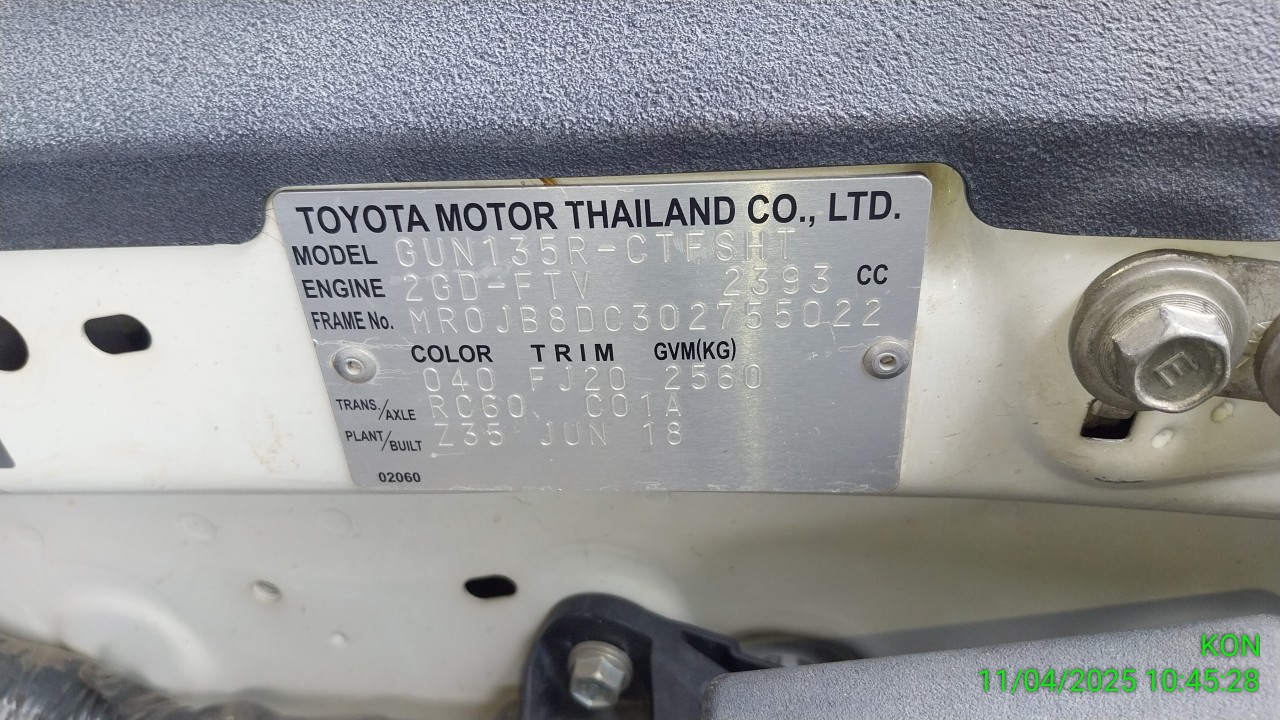 TOYOTA MOTOR THAILAND CO., LTD.
MODEL GUN135R-CTFSHT
ENGINE 2GD-FTV 2393 CC
FRAME No. MR0JB8DC302755022
COLOR TRIM GVM(KG)
040 FJ20 2560
TRANS./AXLE RC60, C01A
PLANT/BUILT Z35 JUN 18
02060
E
KON
11/04/2025 10:45:28